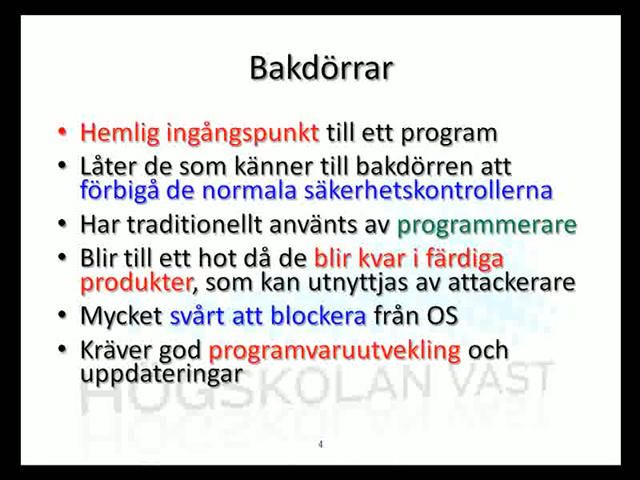 Bakdörrar
• Hemlig ingångspunkt till ett program
• Låter de som känner till bakdörren att
förbigå de normala säkerhetskontrollerna
• Har traditionellt använts av programmerare
• Blir till ett hot då de blir kvar i färdiga
produkter, som kan utnyttjas av attackerare
• Mycket svårt att blockera från OS
• Kräver god programvaruutvekling och
uppdateringar
HÖGSKOLAN VÄST
4